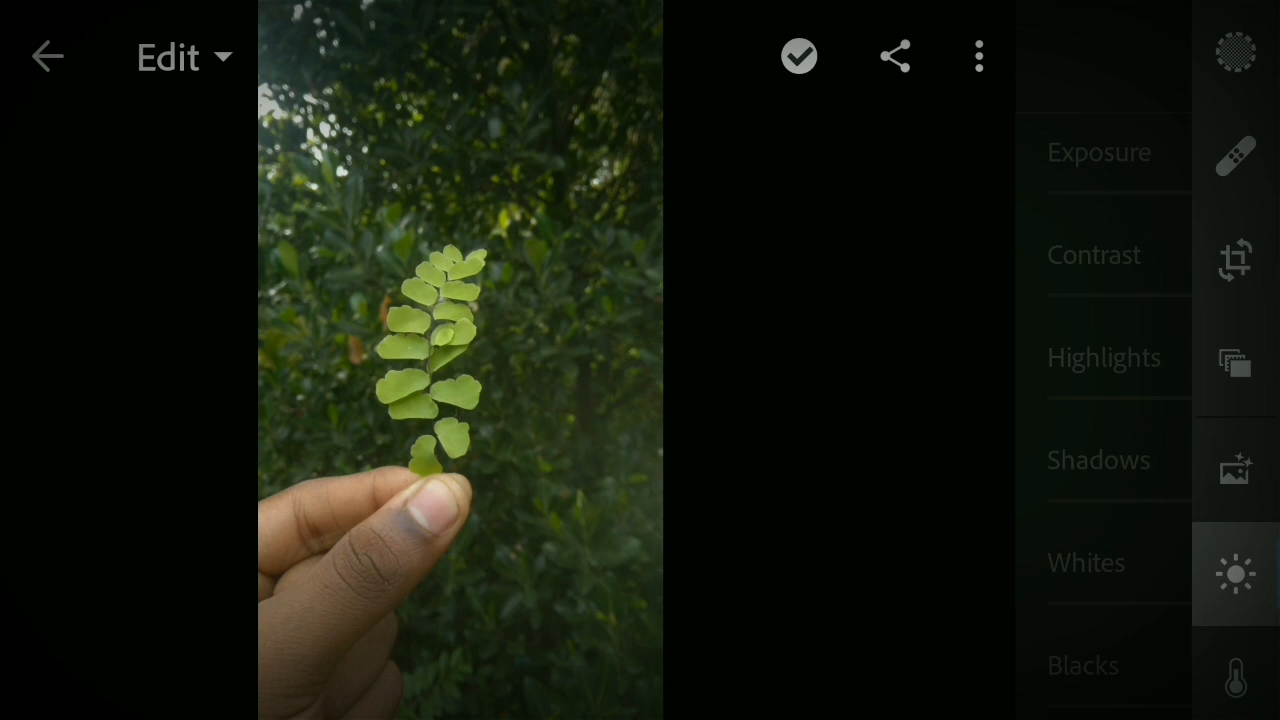 Edit
Exposure
Contrast
Highlights
Shadows
Whites
Blacks